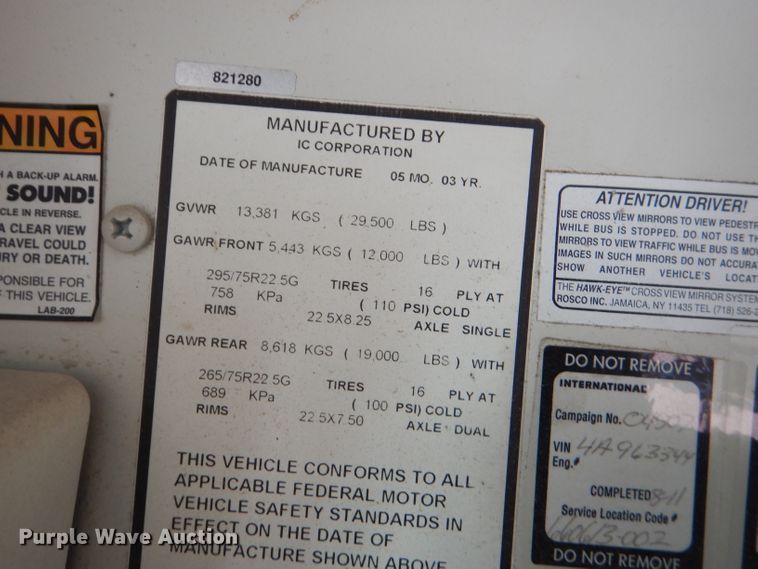 821280
MANUFACTURED BY
IC CORPORATION
DATE OF MANUFACTURE 05 MO. 03 YR.
GVWR 13,381 KGS ( 29,500 LBS )
GAWR FRONT 5,443 KGS ( 12,000 LBS ) WITH
295/75R22.5G TIRES 16 PLY AT
758 KPa ( 110 PSI) COLD
RIMS 22.5X8.25 AXLE SINGLE
GAWR REAR 8,618 KGS ( 19,000 LBS ) WITH
265/75R22.5G TIRES 16 PLY AT
689 KPa ( 100 PSI) COLD
RIMS 22.5X7.50 AXLE DUAL
THIS VEHICLE CONFORMS TO ALL
APPLICABLE FEDERAL MOTOR
VEHICLE SAFETY STANDARDS IN
EFFECT ON THE DATE OF
MANUFACTURE SHOWN ABOVE
NING
H A BACK-UP ALARM.
SOUND!
CLE IN REVERSE.
A CLEAR VIEW
RAVEL COULD
URY OR DEATH.
PONSIBLE FOR
F THIS VEHICLE.
LAB-200
ATTENTION DRIVER!
USE CROSS VIEW MIRRORS TO VIEW PEDESTR
WHILE BUS IS STOPPED. DO NOT USE TH
MIRRORS TO VIEW TRAFFIC WHILE BUS IS MOV
IMAGES IN SUCH MIRRORS DO NOT ACCURA
SHOW ANOTHER VEHICLE'S LOCAT
THE HAWK-EYE™ CROSS VIEW MIRROR SYSTEM
ROSCO INC. JAMAICA, NY 11435 TEL (718) 526-2
DO NOT REMOVE
INTERNATIONAL
Campaign No.
VIN 4A963344
Eng.#
COMPLETED 8-11
Service Location Code #
DO NOT REMOVE
Purple Wave Auction